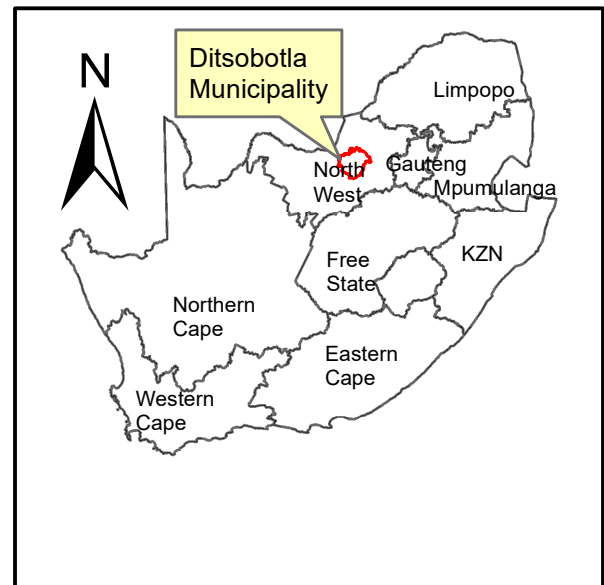 N
Ditsobotla
Municipality
Limpopo
Gauteng
North
West
Mpumulanga
KZN
Free
State
Northern
Cape
Eastern
Cape
Western
Cape